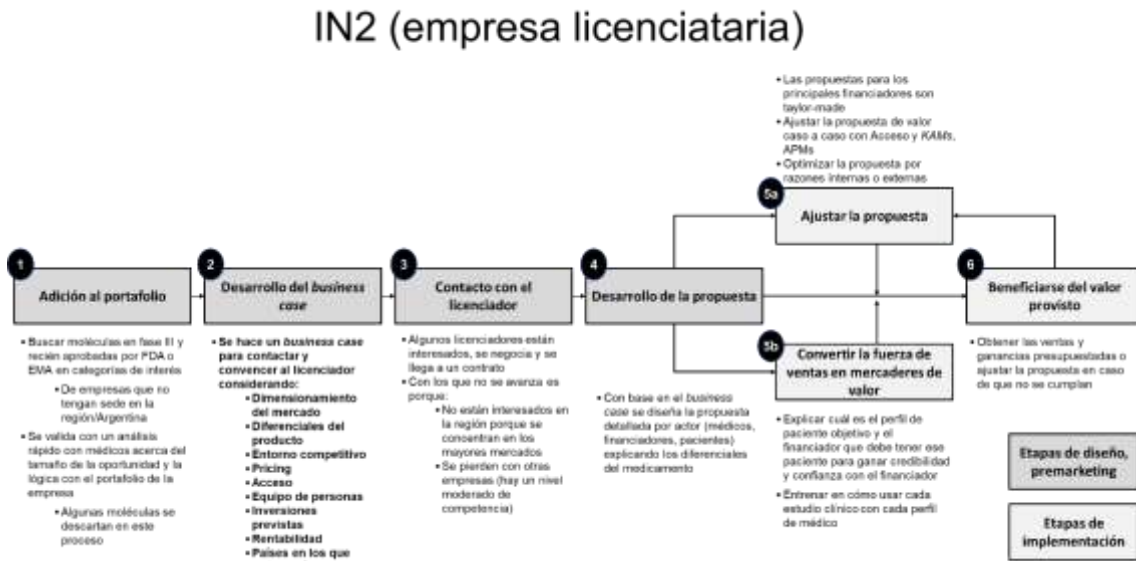 IN2 (empresa licenciataria)
▪ Las propuestas para los
principales financiadores son
taylor-made
▪ Ajustar la propuesta de valor
caso a caso con Acceso y KAMs,
APMs
▪ Optimizar la propuesta por
razones internas o externas
5a
Ajustar la propuesta
1
Adición al portafolio
2
Desarrollo del business
case
3
Contacto con el
licenciador
4
Desarrollo de la propuesta
6
Beneficiarse del valor
provisto
5b
Convertir la fuerza de
ventas en mercaderes de
valor
▪ Buscar moléculas en fase III y
recién aprobadas por FDA o
EMA en categorías de interés
▪ De empresas que no
tengan sede en la
región/Argentina
▪ Se valida con un análisis
rápido con médicos acerca del
tamaño de la oportunidad y la
lógica con el portafolio de la
empresa
▪ Algunas moléculas se
descartan en este
proceso
▪ Se hace un business case
para contactar y
convencer al licenciador
considerando:
▪ Dimensionamiento
del mercado
▪ Diferenciales del
producto
▪ Entorno competitivo
▪ Pricing
▪ Acceso
▪ Equipo de personas
▪ Inversiones
previstas
▪ Rentabilidad
▪ Países en los que
▪ Algunos licenciadores están
interesados, se negocia y se
llega a un contrato
▪ Con los que no se avanza es
porque:
▪ No están interesados en
la región porque se
concentran en los
mayores mercados
▪ Se pierden con otras
empresas (hay un nivel
moderado de
competencia)
▪ Con base en el business
case se diseña la propuesta
detallada por actor (médicos,
financiadores, pacientes)
explicando los diferenciales
del medicamento
▪ Explicar cuál es el perfil de
paciente objetivo y el
financiador que debe tener ese
paciente para ganar credibilidad
y confianza con el financiador
▪ Entrenar en cómo usar cada
estudio clínico con cada perfil
de médico
▪ Obtener las ventas y
ganancias presupuestadas o
ajustar la propuesta en caso
de que no se cumplan
Etapas de diseño,
premarketing
Etapas de
implementación